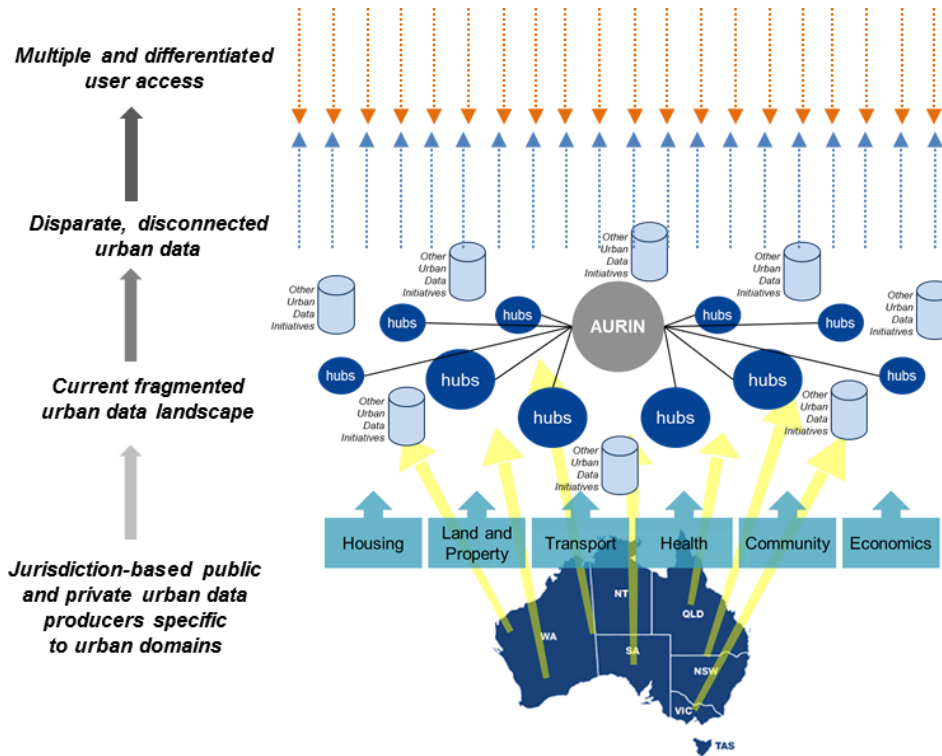 Multiple and differentiated
user access
Disparate, disconnected
urban data
Current fragmented
urban data landscape
Jurisdiction-based public
and private urban data
producers specific
to urban domains
Other
Urban
Data
Initiatives
Other
Urban
Data
Initiatives
Other
Urban
Data
Initiatives
Other
Urban
Data
Initiatives
Other
Urban
Data
Initiatives
AURIN
hubs
hubs
hubs
hubs
hubs
hubs
hubs
hubs
hubs
hubs
Other
Urban
Data
Initiatives
Other
Urban
Data
Initiatives
Other
Urban
Data
Initiatives
Housing
Land and
Property
Transport
Health
Community
Economics
NT
QLD
WA
SA
NSW
VIC
TAS